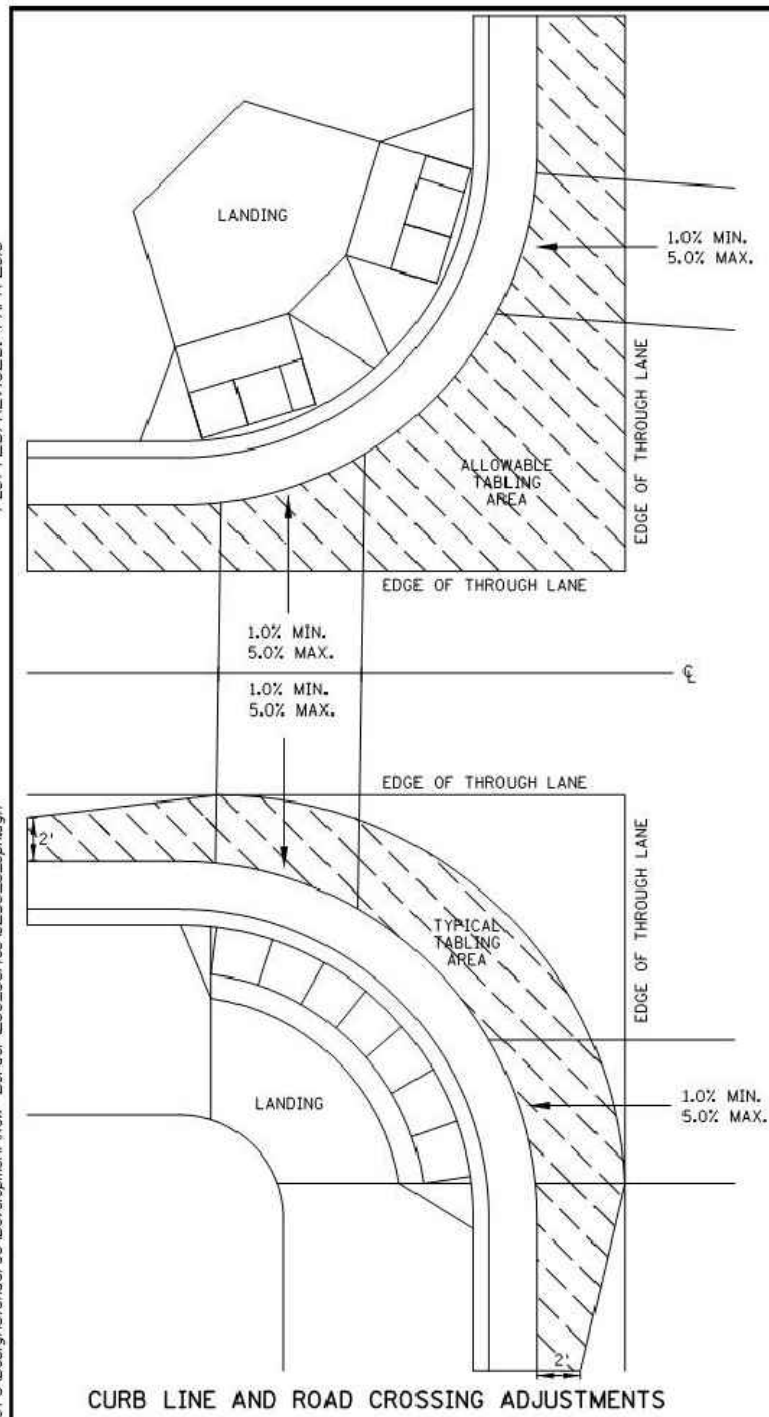 LANDING
1.0% MIN.
5.0% MAX.
EDGE OF THROUGH LANE
ALLOWABLE
TABLING
AREA
EDGE OF THROUGH LANE
1.0% MIN.
5.0% MAX.
℄
1.0% MIN.
5.0% MAX.
EDGE OF THROUGH LANE
2'
EDGE OF THROUGH LANE
TYPICAL
TABLING
AREA
LANDING
1.0% MIN.
5.0% MAX.
2'
CURB LINE AND ROAD CROSSING ADJUSTMENTS